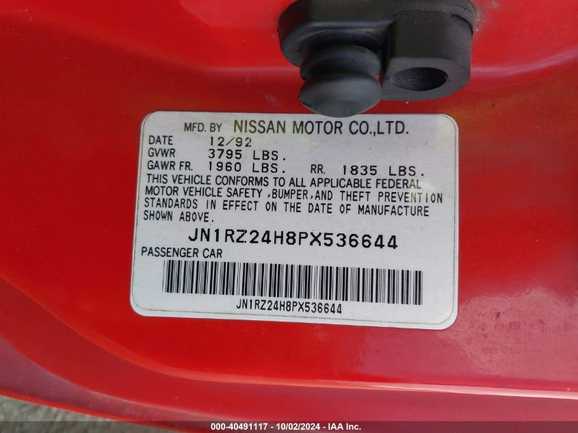 MFD. BY NISSAN MOTOR CO.,LTD.
DATE 12/92
GVWR 3795 LBS.
GAWR FR. 1960 LBS. RR. 1835 LBS.
THIS VEHICLE CONFORMS TO ALL APPLICABLE FEDERAL
MOTOR VEHICLE SAFETY ,BUMPER,AND THEFT PREVENTION
STANDARDS IN EFFECT ON THE DATE OF MANUFACTURE
SHOWN ABOVE.
JN1RZ24H8PX536644
PASSENGER CAR
JN1RZ24H8PX536644
000-40491117 - 10/02/2024 - IAA Inc.